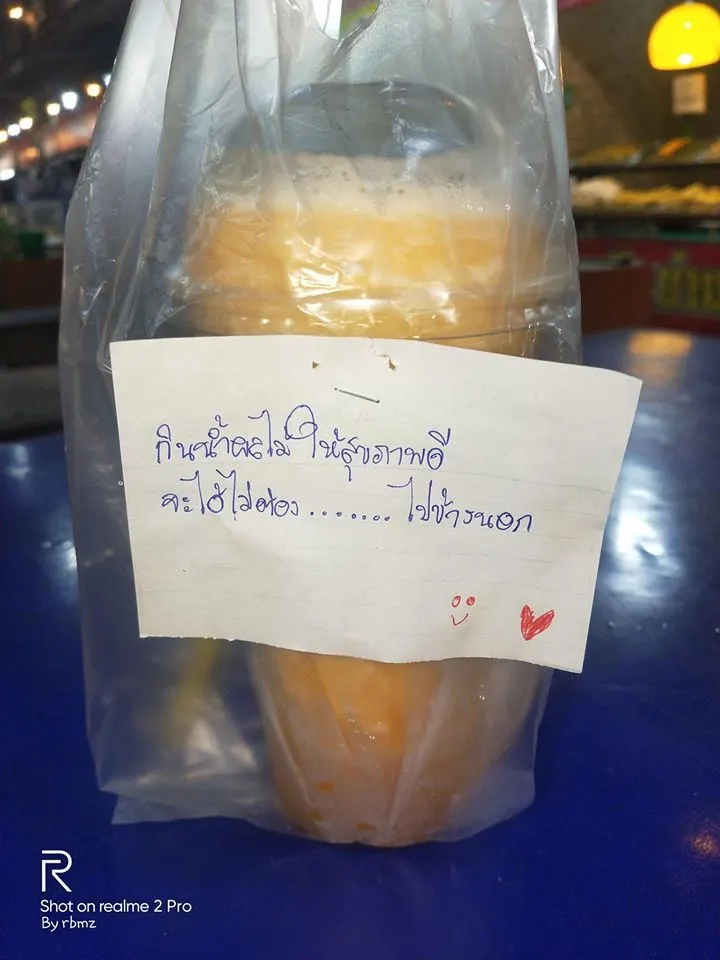 กินน้ำผลไม้ ให้สุขภาพดี
จะได้ไม่ต้อง ........ ไปข้างนอก
R
Shot on realme 2 Pro
By rbmz